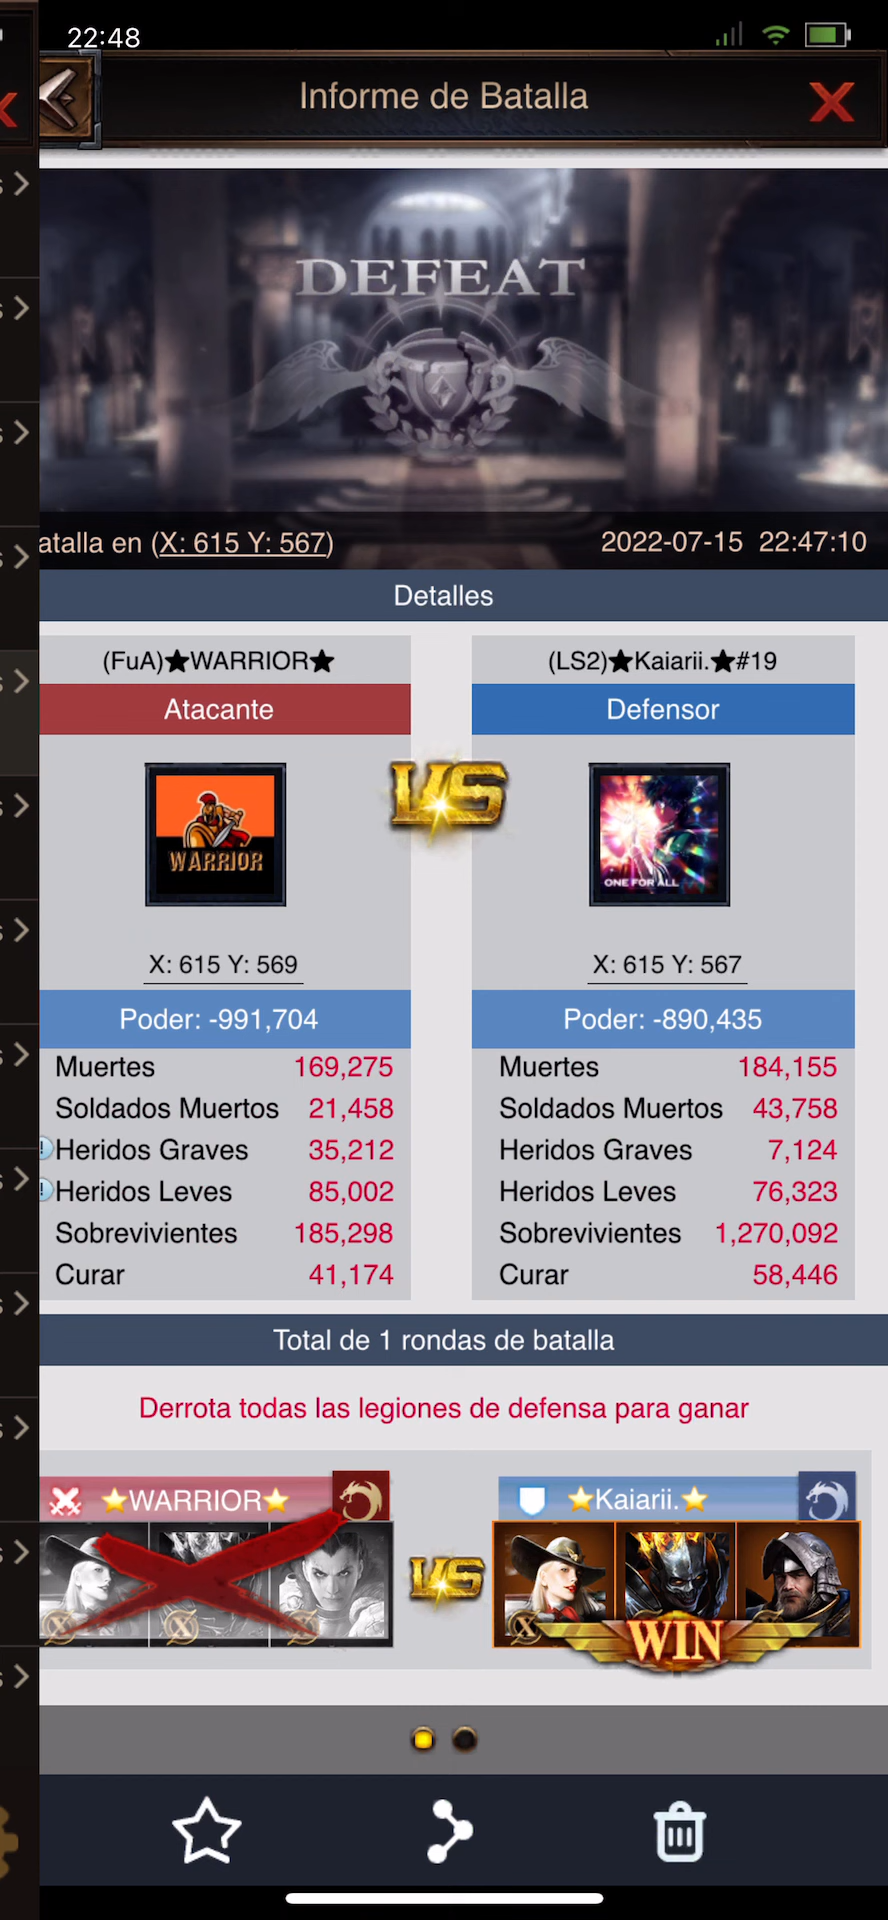 22:48
Informe de Batalla
DEFEAT
atalla en (X: 615 Y: 567)
2022-07-15 22:47:10
Detalles
(FuA)★WARRIOR★
(LS2)★Kaiarii.★#19
Atacante
Defensor
VS
WARRIOR
ONE FOR ALL
X: 615 Y: 569
X: 615 Y: 567
Poder: -991,704
Poder: -890,435
Muertes 169,275
Muertes 184,155
Soldados Muertos 21,458
Soldados Muertos 43,758
Heridos Graves 35,212
Heridos Graves 7,124
Heridos Leves 85,002
Heridos Leves 76,323
Sobrevivientes 185,298
Sobrevivientes 1,270,092
Curar 41,174
Curar 58,446
Total de 1 rondas de batalla
Derrota todas las legiones de defensa para ganar
⭐WARRIOR⭐
⭐Kaiarii.⭐
VS
WIN